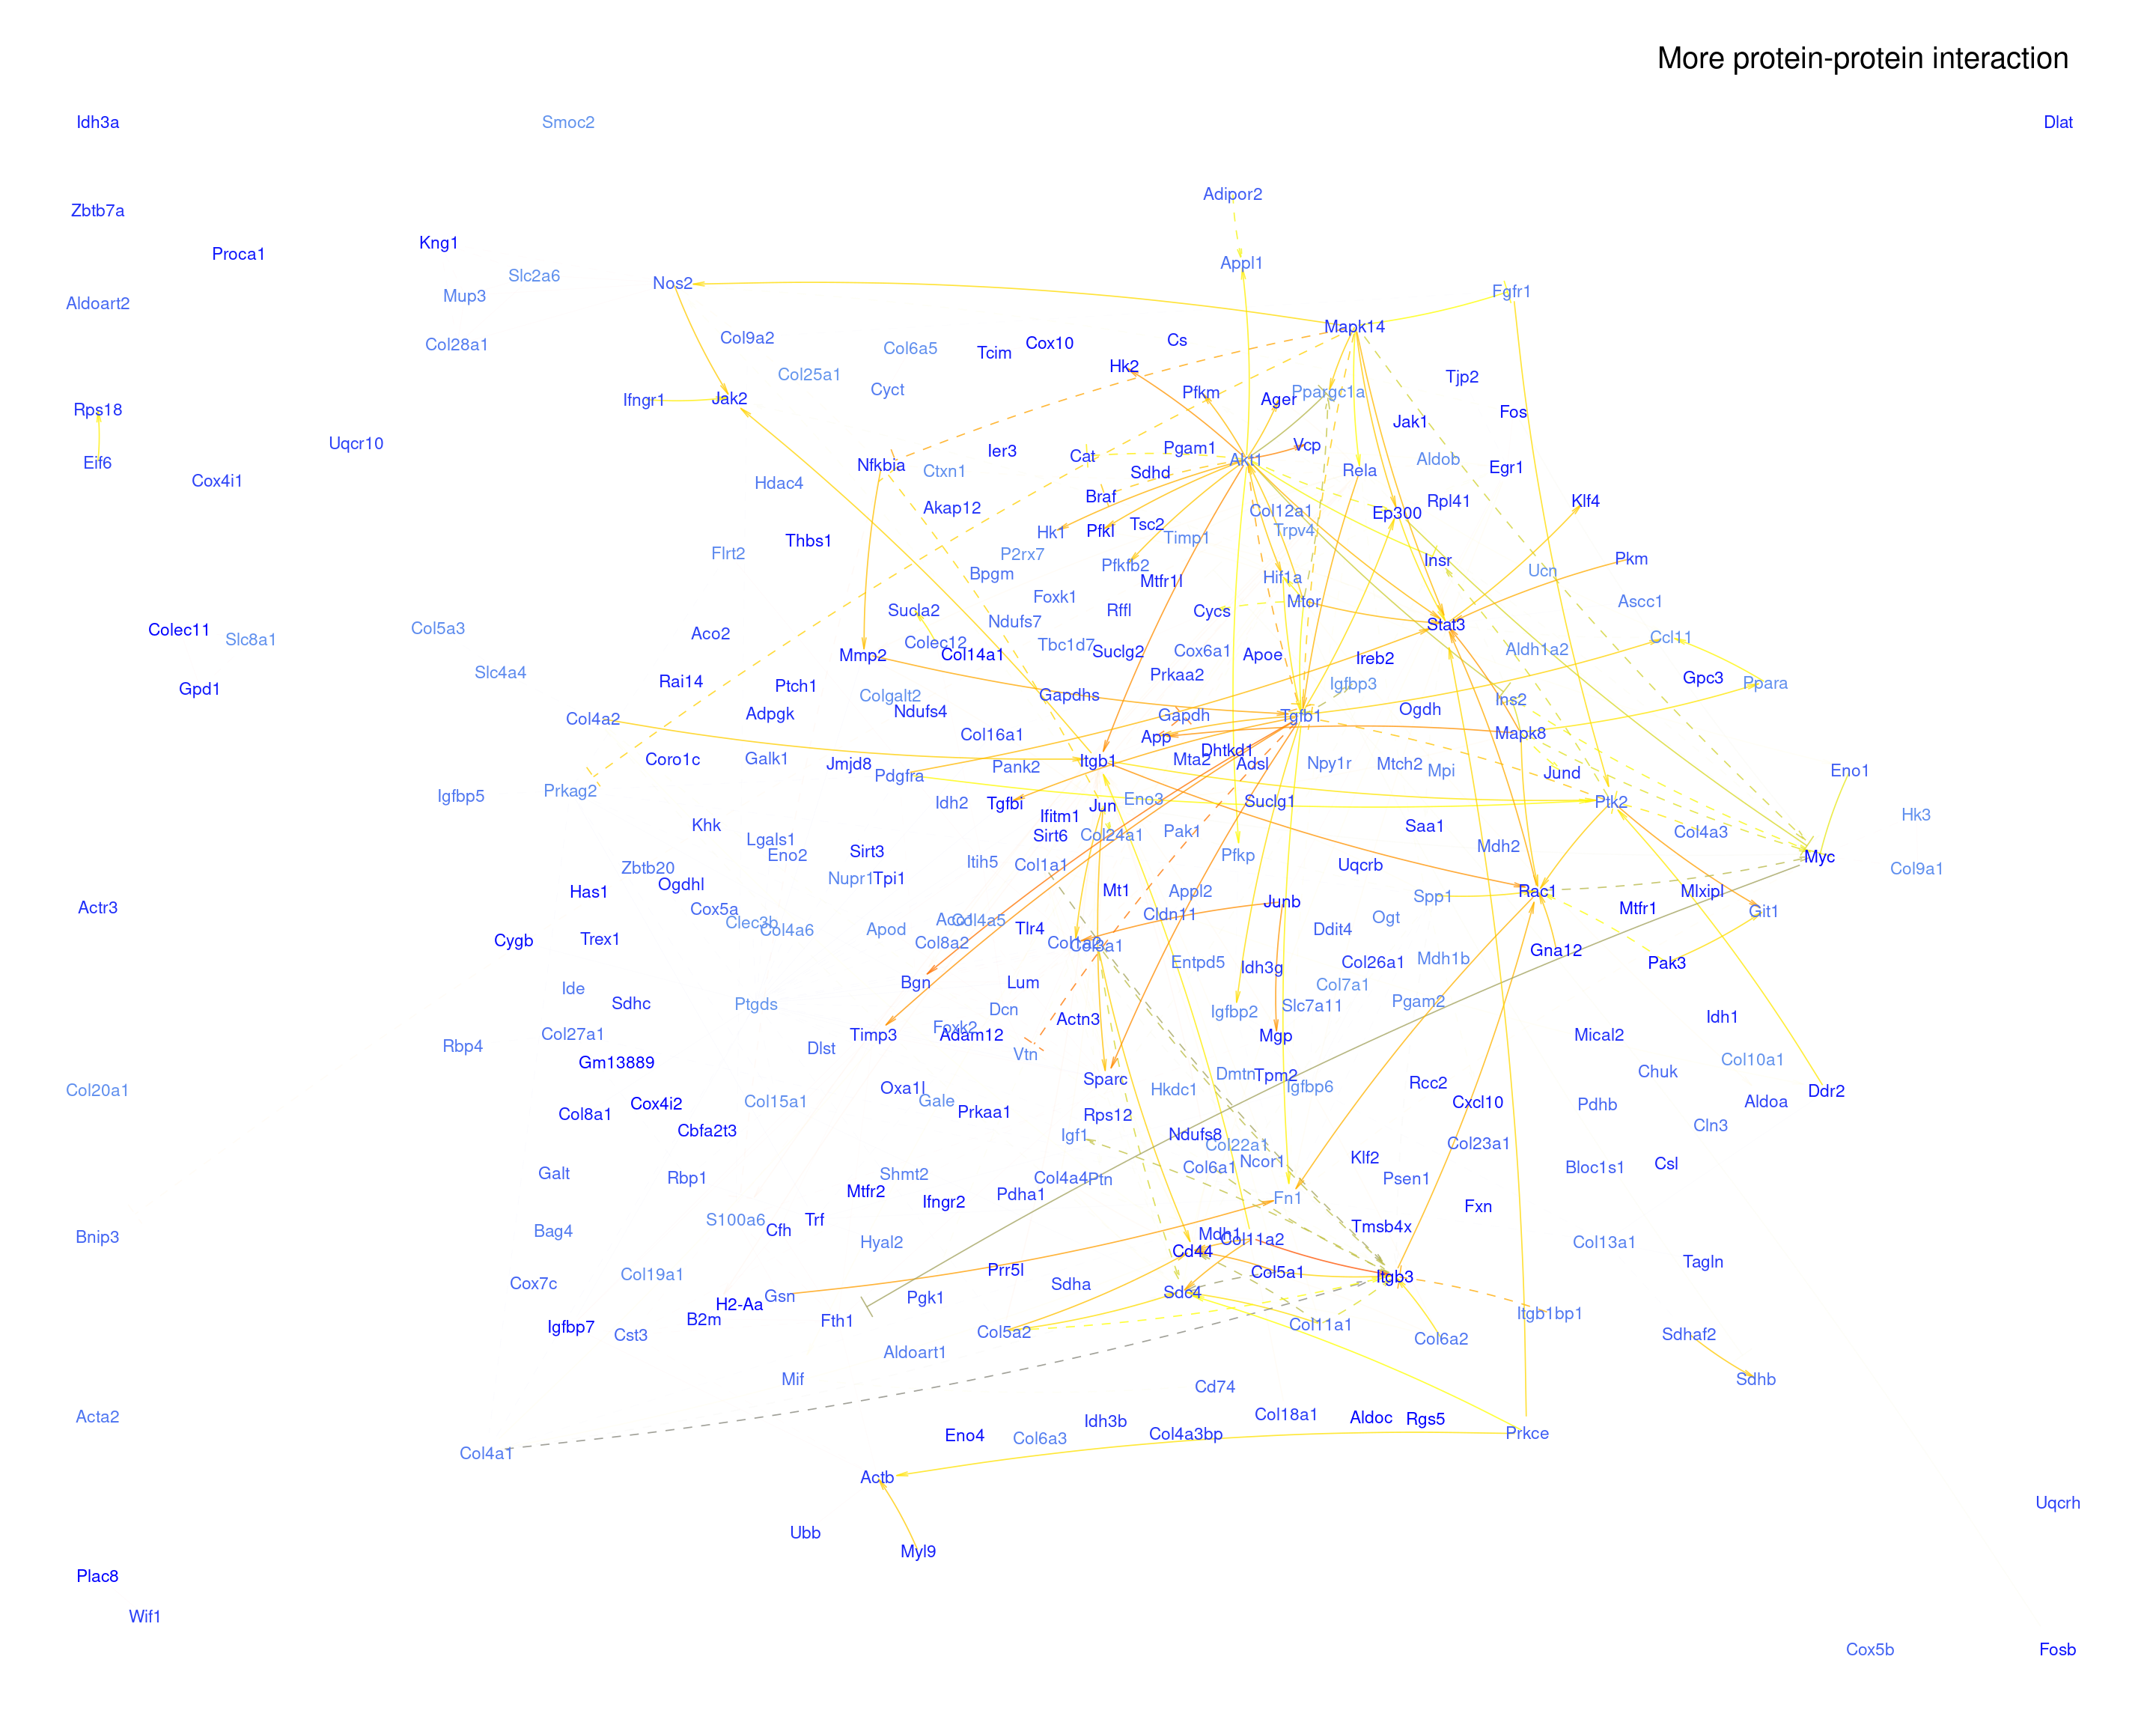 More protein-protein interaction
Idh3a
Smoc2
Dlat
Adipor2
Zbtb7a
Kng1
Proca1
Appl1
Slc2a6
Nos2
Fgfr1
Mup3
Aldoart2
Mapk14
Col9a2
Cs
Cox10
Col28a1
Col6a5
Tcim
Hk2
Col25a1
Tjp2
Cyct
Pfkm
Ppargc1a
Ager
Ifngr1
Jak2
Rps18
Fos
Jak1
Uqcr10
Vcp
Pgam1
Ier3
Cat
Akt1
Aldob
Eif6
Nfkbia
Egr1
Rela
Ctxn1
Sdhd
Cox4i1
Hdac4
Braf
Klf4
Rpl41
Akap12
Col12a1
Ep300
Tsc2
Hk1
Pfkl
Trpv4
Timp1
Thbs1
Flrt2
P2rx7
Pkm
Insr
Pfkfb2
Ucn
Bpgm
Hif1a
Mtfr1l
Foxk1
Mtor
Ascc1
Sucla2
Rffl
Cycs
Ndufs7
Stat3
Col5a3
Colec11
Aco2
Ccl11
Slc8a1
Colec12
Tbc1d7
Aldh1a2
Suclg2
Cox6a1
Mmp2
Col14a1
Apoe
Ireb2
Slc4a4
Prkaa2
Gpc3
Rai14
Ppara
Igfbp3
Ptch1
Gpd1
Colgalt2
Gapdhs
Ins2
Ogdh
Ndufs4
Adpgk
Gapdh
Tgfb1
Col4a2
Mapk8
Col16a1
App
Dhtkd1
Coro1c
Galk1
Mta2
Itgb1
Jmjd8
Adsl
Npy1r
Mtch2
Pank2
Mpi
Eno1
Jund
Pdgfra
Prkag2
Igfbp5
Eno3
Suclg1
Ptk2
Idh2
Tgfbi
Jun
Hk3
Ifitm1
Khk
Saa1
Pak1
Col4a3
Sirt6
Col24a1
Lgals1
Mdh2
Sirt3
Eno2
Pfkp
Myc
Itih5
Col1a1
Uqcrb
Zbtb20
Col9a1
Nupr1
Tpi1
Ogdhl
Has1
Mt1
Appl2
Rac1
Mlxipl
Spp1
Junb
Actr3
Cox5a
Mtfr1
Git1
Cldn11
Ogt
Clec3b
Col4a5
Col4a6
Apod
Tlr4
Ddit4
Cygb
Trex1
Col8a2
Col1a2
Col3a1
Gna12
Mdh1b
Entpd5
Idh3g
Col26a1
Pak3
Bgn
Lum
Col7a1
Ide
Sdhc
Ptgds
Pgam2
Slc7a11
Dcn
Igfbp2
Idh1
Actn3
Foxk2
Col27a1
Timp3
Adam12
Mgp
Mical2
Rbp4
Dlst
Vtn
Col10a1
Gm13889
Chuk
Dmtn
Tpm2
Sparc
Rcc2
Oxa1l
Igfbp6
Hkdc1
Col20a1
Ddr2
Col15a1
Gale
Cox4i2
Cxcl10
Aldoa
Pdhb
Col8a1
Prkaa1
Rps12
Cln3
Cbfa2t3
Igf1
Ndufs8
Col22a1
Col23a1
Klf2
Ncor1
Csl
Col6a1
Bloc1s1
Galt
Shmt2
Rbp1
Col4a4
Ptn
Psen1
Mtfr2
Pdha1
Fn1
Ifngr2
Fxn
S100a6
Trf
Tmsb4x
Bag4
Cfh
Mdh1
Bnip3
Col11a2
Hyal2
Col13a1
Cd44
Tagln
Prr5l
Col5a1
Col19a1
Itgb3
Cox7c
Sdha
Sdc4
Gsn
Pgk1
H2-Aa
Itgb1bp1
B2m
Fth1
Col11a1
Igfbp7
Col5a2
Cst3
Sdhaf2
Col6a2
Aldoart1
Mif
Sdhb
Cd74
Col18a1
Acta2
Aldoc
Rgs5
Idh3b
Col4a3bp
Prkce
Eno4
Col6a3
Col4a1
Actb
Uqcrh
Ubb
Myl9
Plac8
Wif1
Cox5b
Fosb